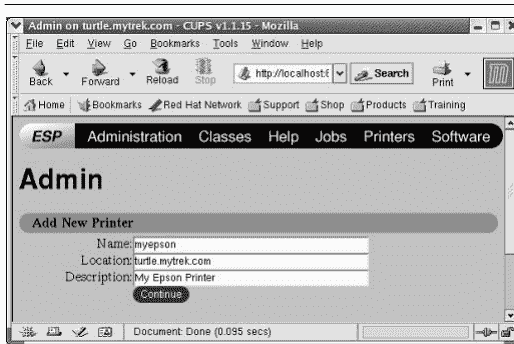 Admin on turtle.mytrek.com - CUPS v1.1.15 - Mozilla
File Edit View Go Bookmarks Tools Window Help
Back Forward Reload Stop http://localhost:6 Search Print
Home Bookmarks Red Hat Network Support Shop Products Training
ESP Administration Classes Help Jobs Printers Software
Admin
Add New Printer
Name: myepson
Location: turtle.mytrek.com
Description: My Epson Printer
Continue
Document: Done (0.095 secs)